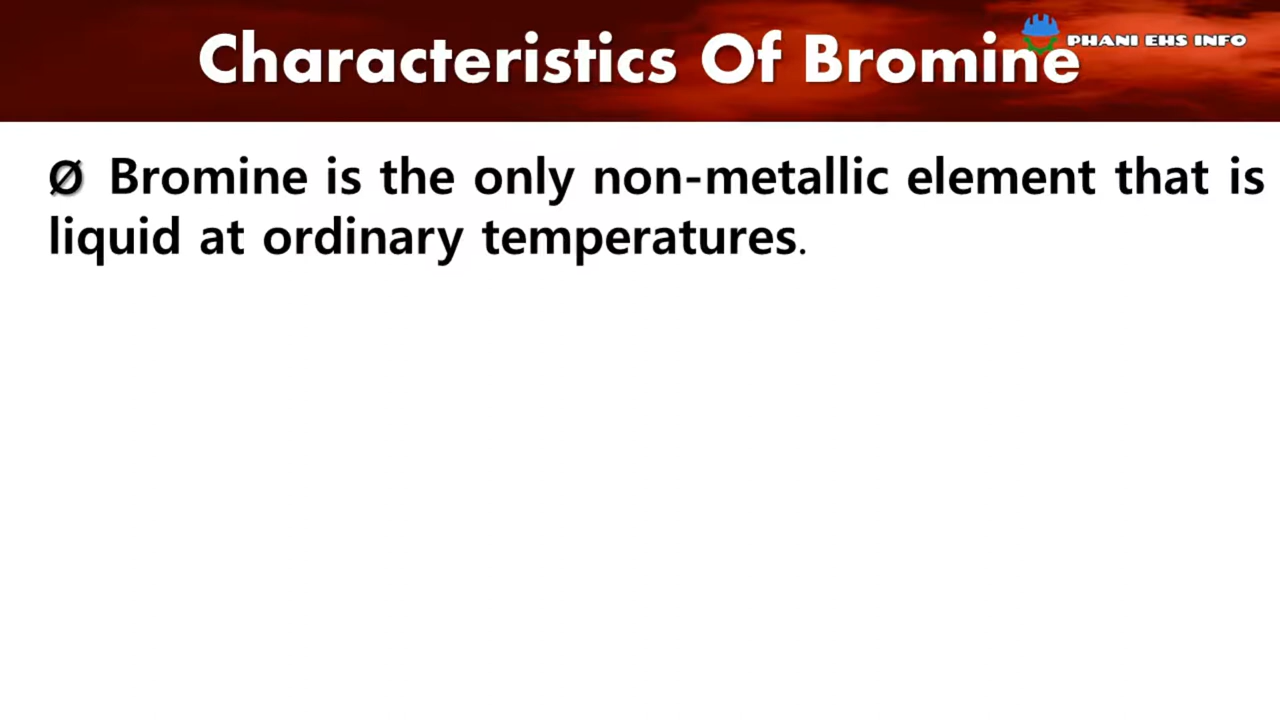 Characteristics Of Bromine
PHANI EHS INFO
Ø Bromine is the only non-metallic element that is
liquid at ordinary temperatures.